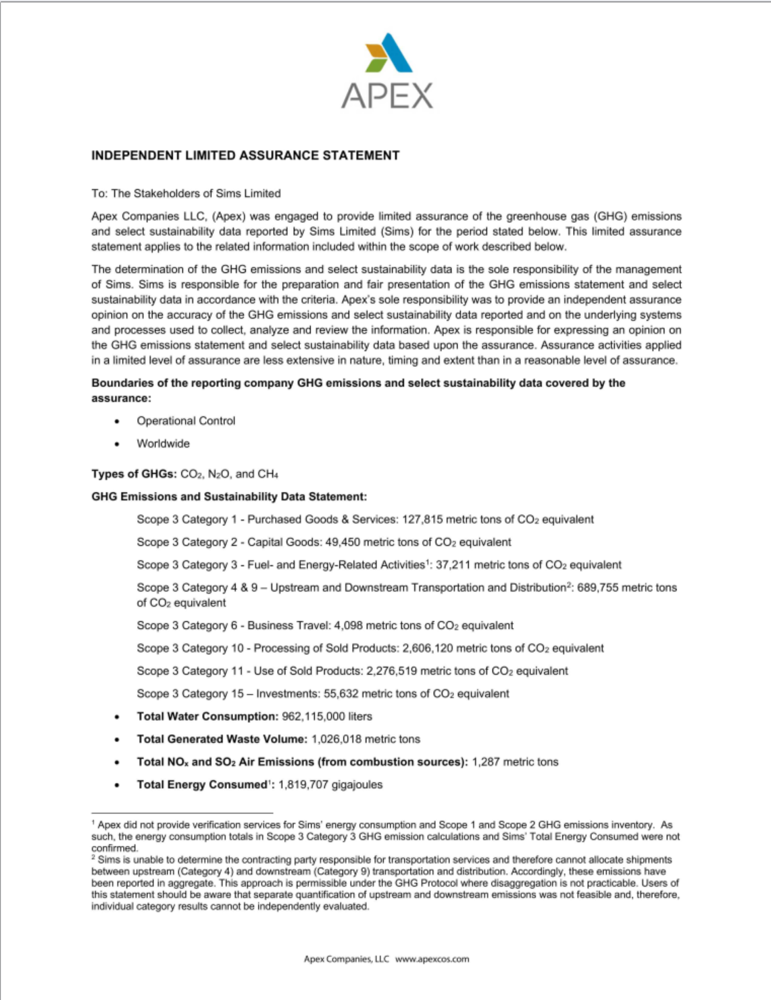 APEX
INDEPENDENT LIMITED ASSURANCE STATEMENT
To: The Stakeholders of Sims Limited
Apex Companies LLC, (Apex) was engaged to provide limited assurance of the greenhouse gas (GHG) emissions
and select sustainability data reported by Sims Limited (Sims) for the period stated below. This limited assurance
statement applies to the related information included within the scope of work described below.
The determination of the GHG emissions and select sustainability data is the sole responsibility of the management
of Sims. Sims is responsible for the preparation and fair presentation of the GHG emissions statement and select
sustainability data in accordance with the criteria. Apex's sole responsibility was to provide an independent assurance
opinion on the accuracy of the GHG emissions and select sustainability data reported and on the underlying systems
and processes used to collect, analyze and review the information. Apex is responsible for expressing an opinion on
the GHG emissions statement and select sustainability data based upon the assurance. Assurance activities applied
in a limited level of assurance are less extensive in nature, timing and extent than in a reasonable level of assurance.
Boundaries of the reporting company GHG emissions and select sustainability data covered by the
assurance:
• Operational Control
• Worldwide
Types of GHGs: CO₂, N₂O, and CH₄
GHG Emissions and Sustainability Data Statement:
Scope 3 Category 1 - Purchased Goods & Services: 127,815 metric tons of CO₂ equivalent
Scope 3 Category 2 - Capital Goods: 49,450 metric tons of CO₂ equivalent
Scope 3 Category 3 - Fuel- and Energy-Related Activities¹: 37,211 metric tons of CO₂ equivalent
Scope 3 Category 4 & 9 – Upstream and Downstream Transportation and Distribution²: 689,755 metric tons
of CO₂ equivalent
Scope 3 Category 6 - Business Travel: 4,098 metric tons of CO₂ equivalent
Scope 3 Category 10 - Processing of Sold Products: 2,606,120 metric tons of CO₂ equivalent
Scope 3 Category 11 - Use of Sold Products: 2,276,519 metric tons of CO₂ equivalent
Scope 3 Category 15 – Investments: 55,632 metric tons of CO₂ equivalent
• Total Water Consumption: 962,115,000 liters
• Total Generated Waste Volume: 1,026,018 metric tons
• Total NOₓ and SO₂ Air Emissions (from combustion sources): 1,287 metric tons
• Total Energy Consumed¹: 1,819,707 gigajoules
¹ Apex did not provide verification services for Sims' energy consumption and Scope 1 and Scope 2 GHG emissions inventory. As
such, the energy consumption totals in Scope 3 Category 3 GHG emission calculations and Sims' Total Energy Consumed were not
confirmed.
² Sims is unable to determine the contracting party responsible for transportation services and therefore cannot allocate shipments
between upstream (Category 4) and downstream (Category 9) transportation and distribution. Accordingly, these emissions have
been reported in aggregate. This approach is permissible under the GHG Protocol where disaggregation is not practicable. Users of
this statement should be aware that separate quantification of upstream and downstream emissions was not feasible and, therefore,
individual category results cannot be independently evaluated.
Apex Companies, LLC www.apexcos.com